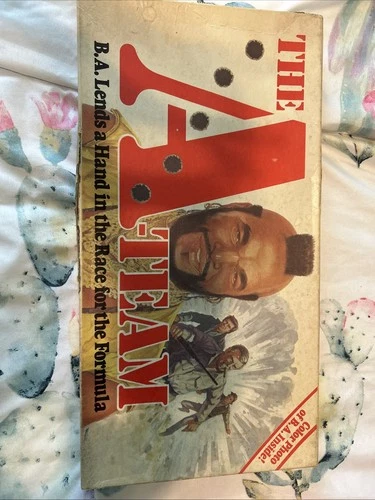 THE
A-TEAM
B.A. Lends a Hand in the Race for the Formula
Color Photo
of B.A. Inside!